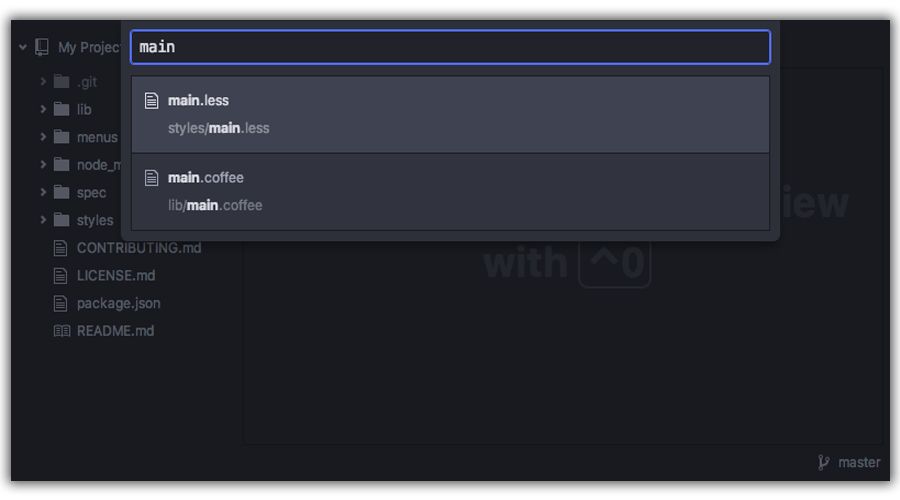 My Projec
main
main.less
styles/main.less
main.coffee
lib/main.coffee
.git
lib
menus
node_m
spec
styles
CONTRIBUTING.md
LICENSE.md
package.json
README.md
iew
with ^0
master